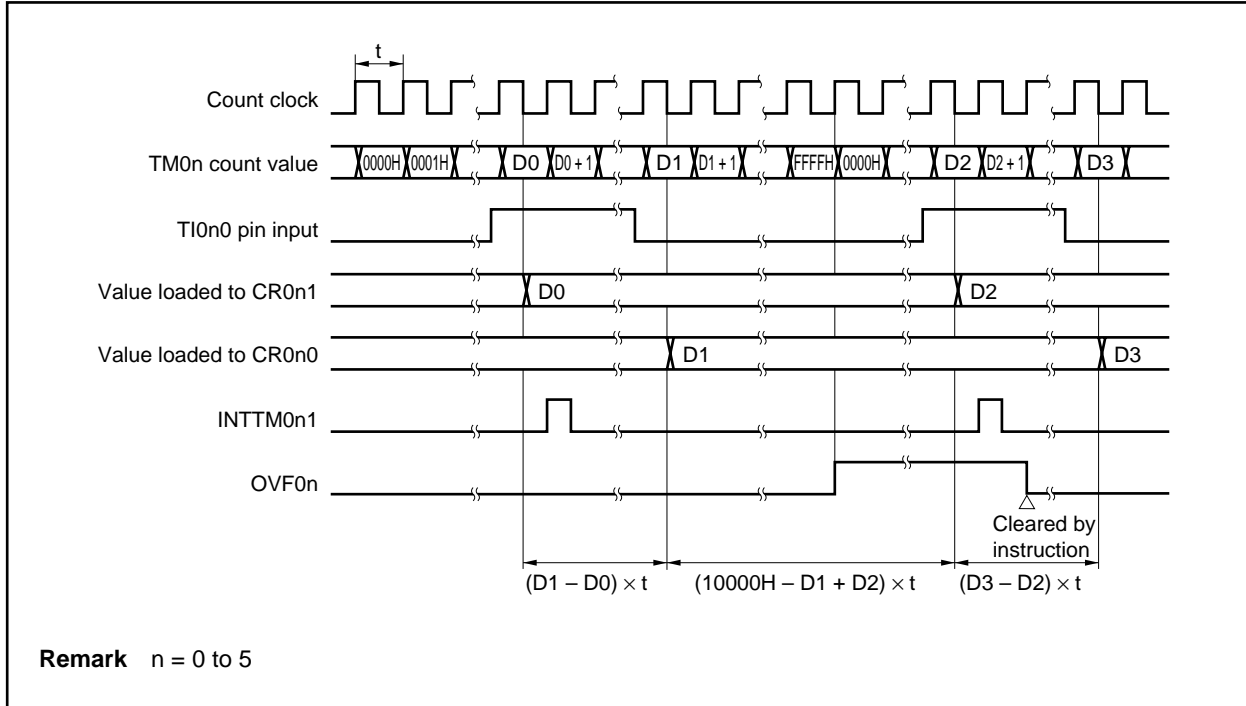 t
Count clock
TM0n count value
0000H 0001H D0 D0 + 1 D1 D1 + 1 FFFFH 0000H D2 D2 + 1 D3
TI0n0 pin input
Value loaded to CR0n1
D0 D2
Value loaded to CR0n0
D1 D3
INTTM0n1
OVF0n
Cleared by
instruction
(D1 – D0) × t (10000H – D1 + D2) × t (D3 – D2) × t
Remark n = 0 to 5